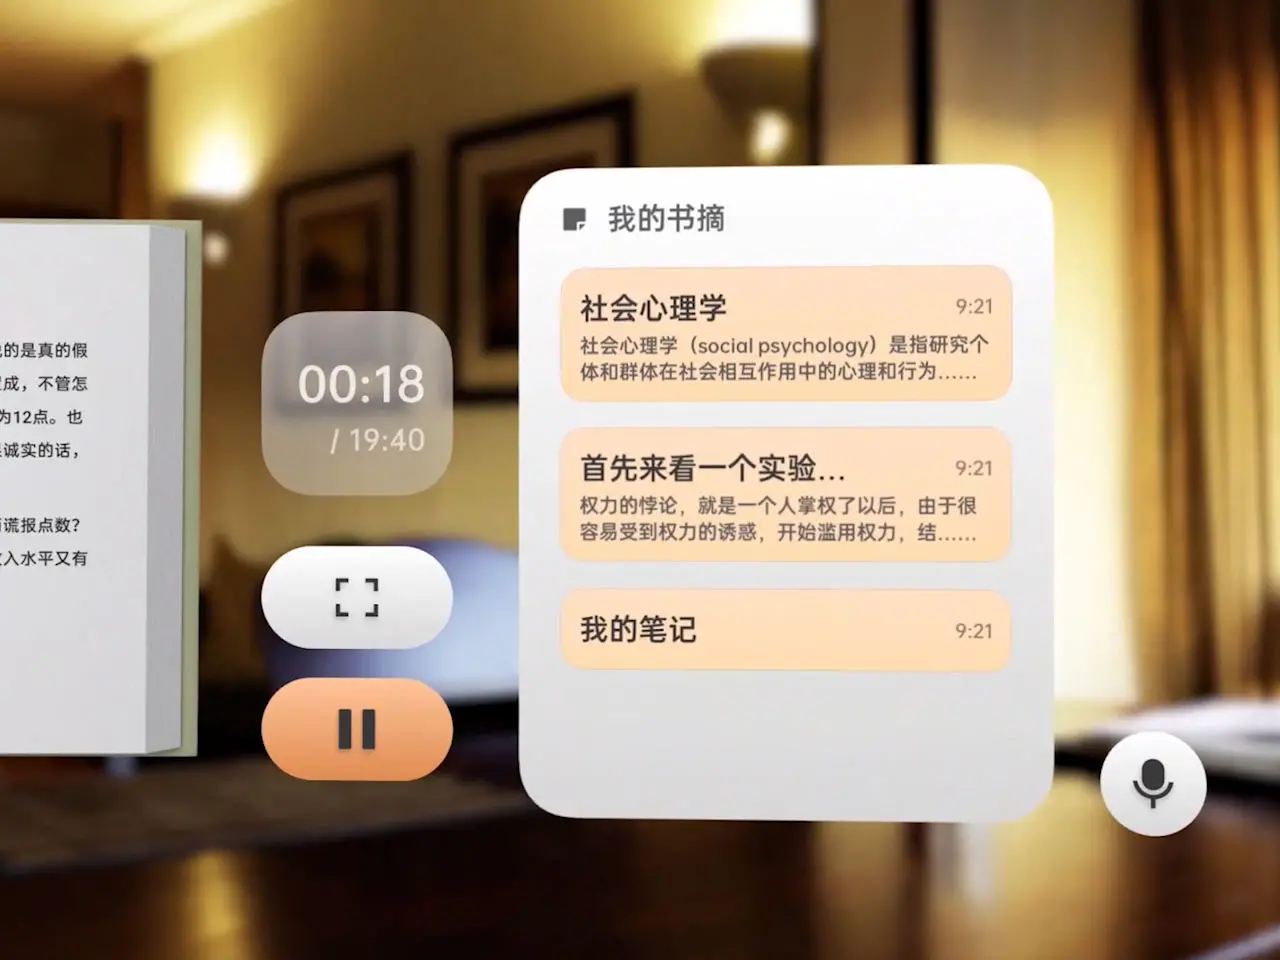 的是真的假
成，不管怎
为12点。也
诚实的话，
谎报点数？
入水平又有
00:18
/ 19:40
我的书摘
社会心理学 9:21
社会心理学（social psychology）是指研究个
体和群体在社会相互作用中的心理和行为……
首先来看一个实验... 9:21
权力的悖论，就是一个人掌权了以后，由于很
容易受到权力的诱惑，开始滥用权力，结……
我的笔记 9:21